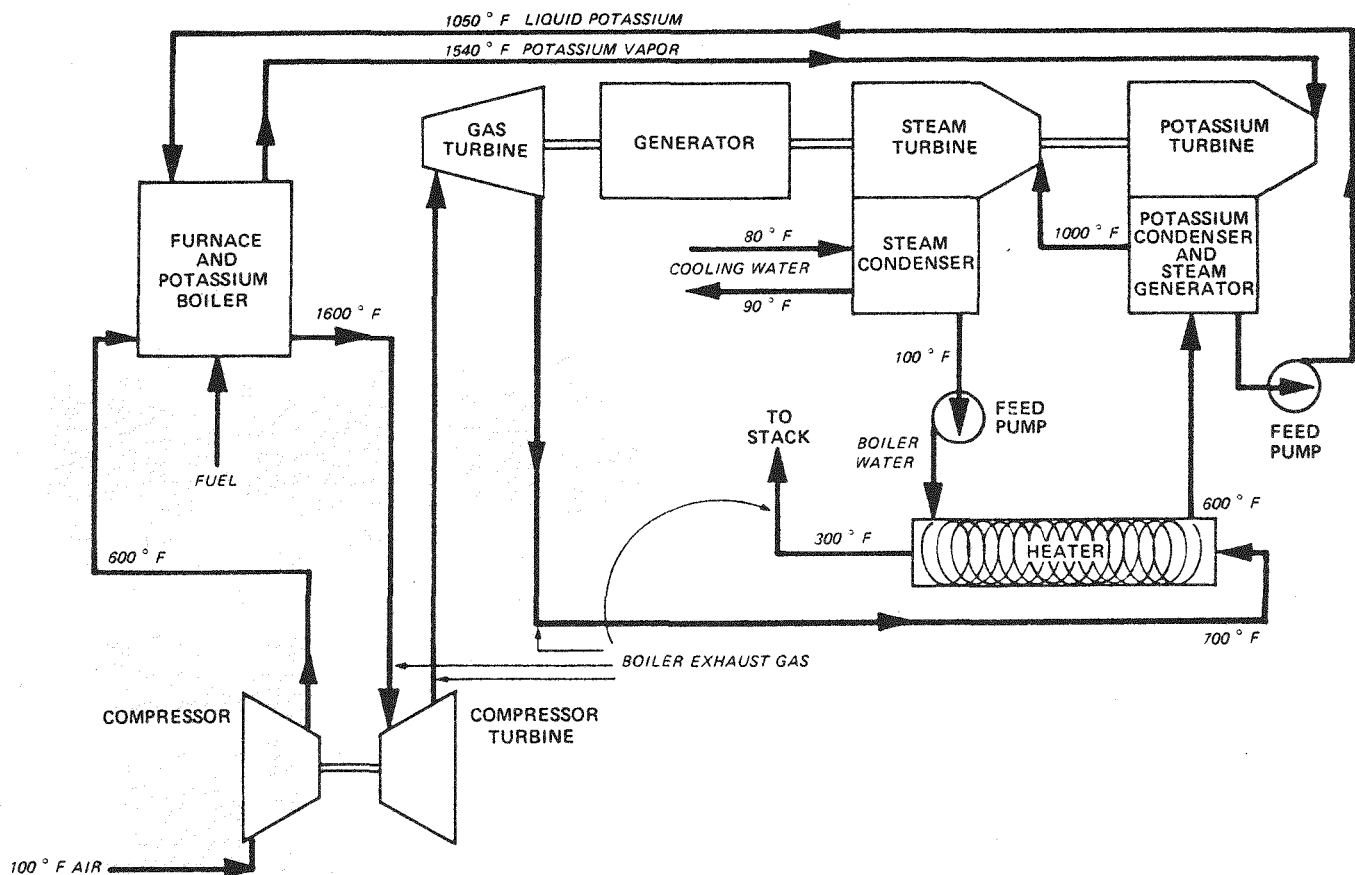 1050° F LIQUID POTASSIUM
1540° F POTASSIUM VAPOR
GAS
TURBINE
GENERATOR
STEAM
TURBINE
POTASSIUM
TURBINE
FURNACE
AND
POTASSIUM
BOILER
80° F
COOLING WATER
90° F
STEAM
CONDENSER
1000° F
POTASSIUM
CONDENSER
AND
STEAM
GENERATOR
1600° F
100° F
FEED
PUMP
FEED
PUMP
TO
STACK
BOILER
WATER
FUEL
600° F
300° F
HEATER
600° F
700° F
BOILER EXHAUST GAS
COMPRESSOR
COMPRESSOR
TURBINE
100° F AIR